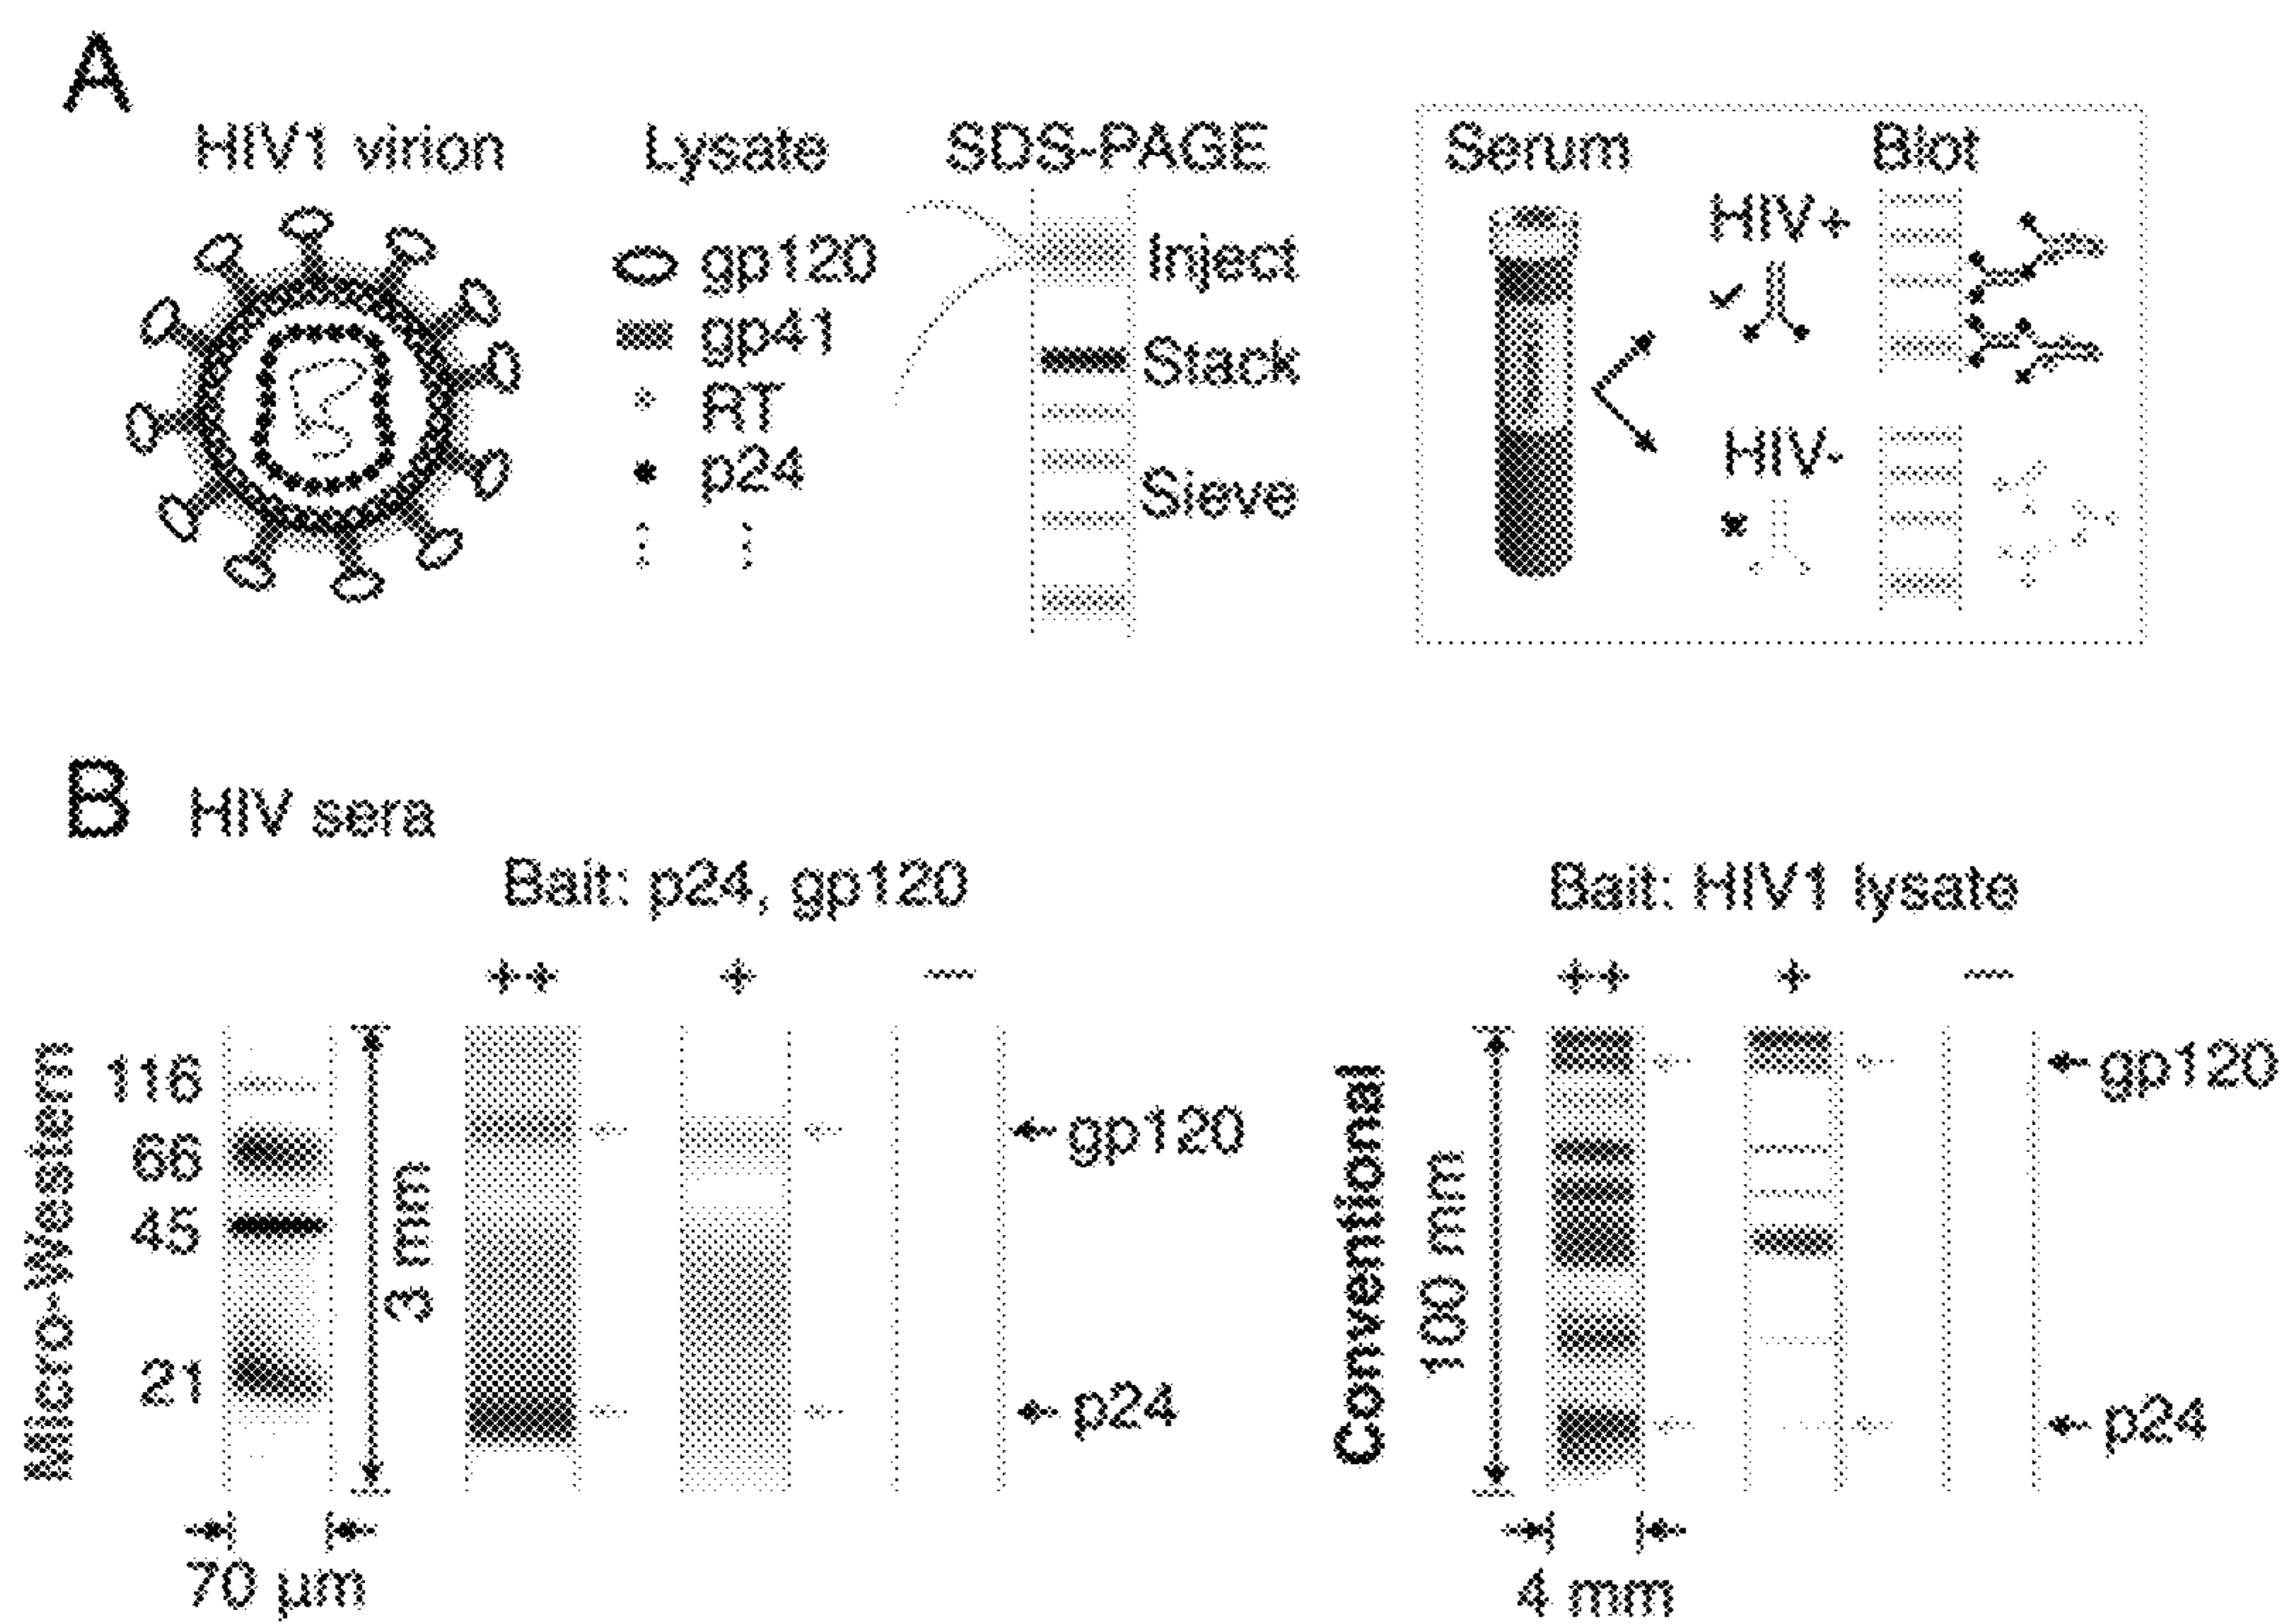 A
HIV1 virion
Lysate
gp120
gp41
RT
p24
SDS-PAGE
Inject
Stack
Sieve
Serum
Blot
HIV+
HIV-
B
HIV sera
Bait: p24, gp120
++
+
−
Micro-Western
116
66
45
21
3 mm
70 µm
gp120
p24
Bait: HIV1 lysate
++
+
−
Conventional
100 mm
4 mm
gp120
p24